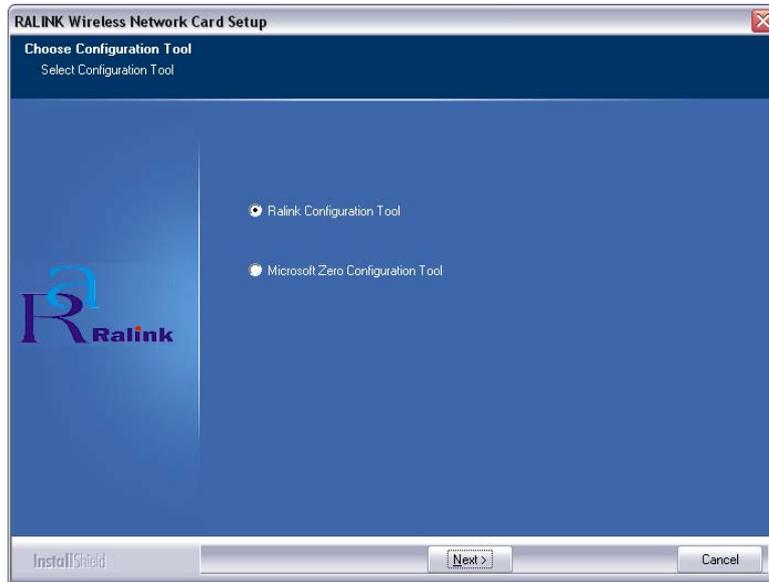 RALINK Wireless Network Card Setup
Choose Configuration Tool
Select Configuration Tool
Ralink Configuration Tool
Microsoft Zero Configuration Tool
Ralink
InstallShield
Next >
Cancel